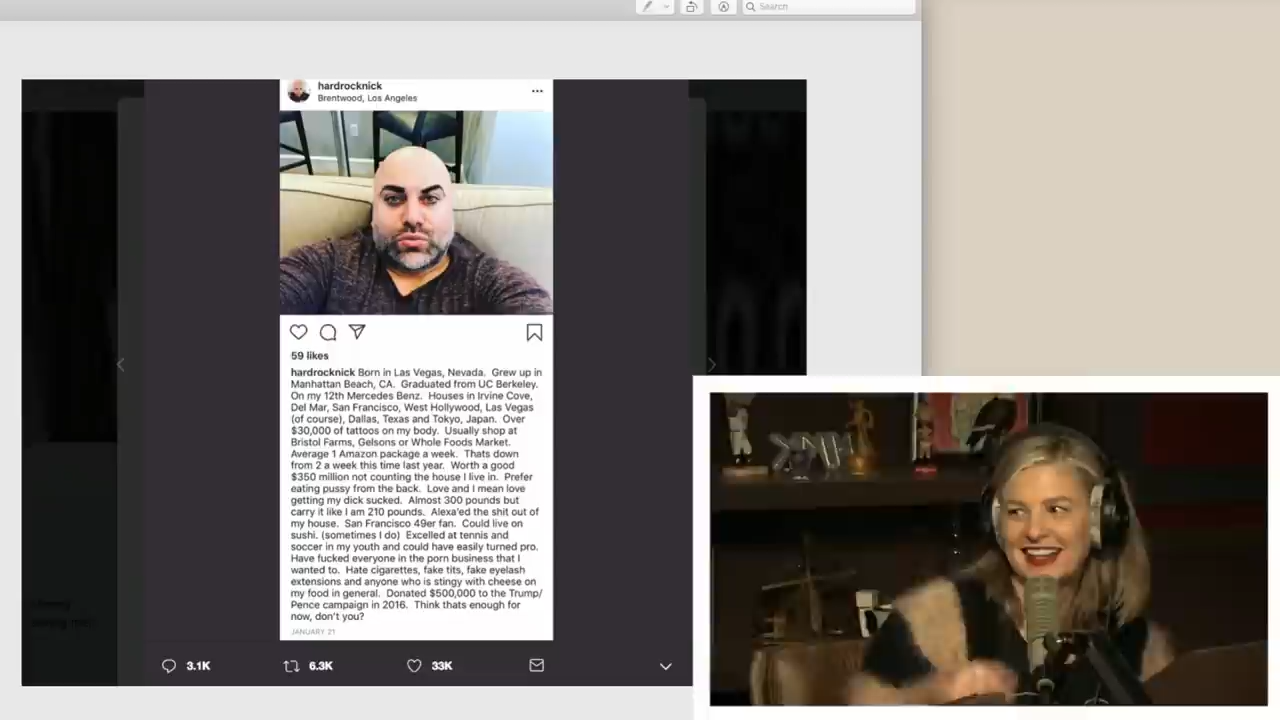 Search
hardrocknick
Brentwood, Los Angeles
59 likes
hardrocknick Born in Las Vegas, Nevada. Grew up in
Manhattan Beach, CA. Graduated from UC Berkeley.
On my 12th Mercedes Benz. Houses in Irvine Cove,
Del Mar, San Francisco, West Hollywood, Las Vegas
(of course), Dallas, Texas and Tokyo, Japan. Over
$30,000 of tattoos on my body. Usually shop at
Bristol Farms, Gelsons or Whole Foods Market.
Average 1 Amazon package a week. Thats down
from 2 a week this time last year. Worth a good
$350 million not counting the house I live in. Prefer
eating pussy from the back. Love and I mean love
getting my dick sucked. Almost 300 pounds but
carry it like I am 210 pounds. Alexa'ed the shit out of
my house. San Francisco 49er fan. Could live on
sushi. (sometimes I do) Excelled at tennis and
soccer in my youth and could have easily turned pro.
Have fucked everyone in the porn business that I
wanted to. Hate cigarettes, fake tits, fake eyelash
extensions and anyone who is stingy with cheese on
my food in general. Donated $500,000 to the Trump/
Pence campaign in 2016. Think thats enough for
now, don't you?
JANUARY 21
3.1K
6.3K
33K